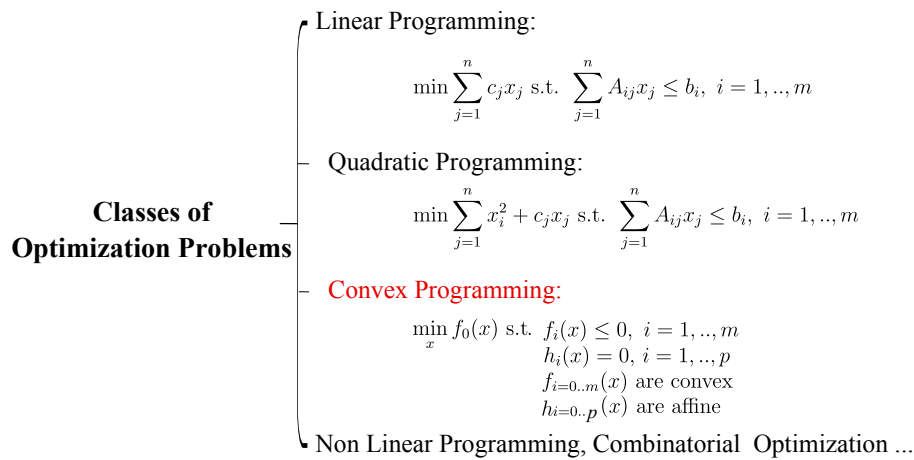 Linear Programming:
min ∑_{j=1}^{n} c_j x_j s.t. ∑_{j=1}^{n} A_{ij} x_j ≤ b_i, i = 1, .., m
Quadratic Programming:
Classes of
Optimization Problems
min ∑_{j=1}^{n} x_i^2 + c_j x_j s.t. ∑_{j=1}^{n} A_{ij} x_j ≤ b_i, i = 1, .., m
Convex Programming:
min_x f_0(x) s.t. f_i(x) ≤ 0, i = 1, .., m
h_i(x) = 0, i = 1, .., p
f_{i=0..m}(x) are convex
h_{i=0..p}(x) are affine
Non Linear Programming, Combinatorial Optimization ...